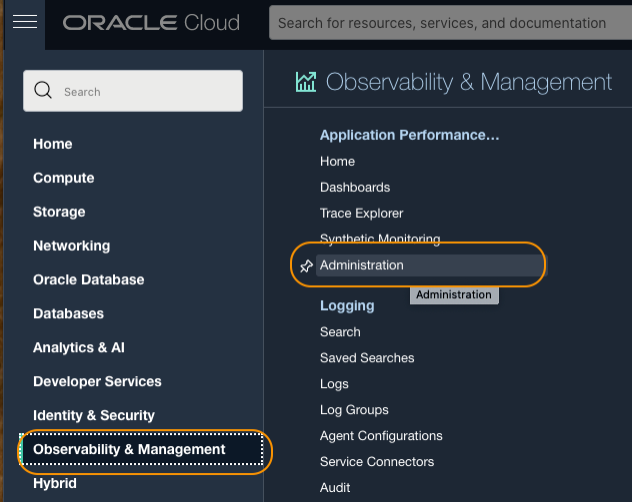 ORACLE Cloud
Search for resources, services, and documentation
Search
Home
Compute
Storage
Networking
Oracle Database
Databases
Analytics & AI
Developer Services
Identity & Security
Observability & Management
Hybrid
Observability & Management
Application Performance...
Home
Dashboards
Trace Explorer
Synthetic Monitoring
Administration
Administration
Logging
Search
Saved Searches
Logs
Log Groups
Agent Configurations
Service Connectors
Audit